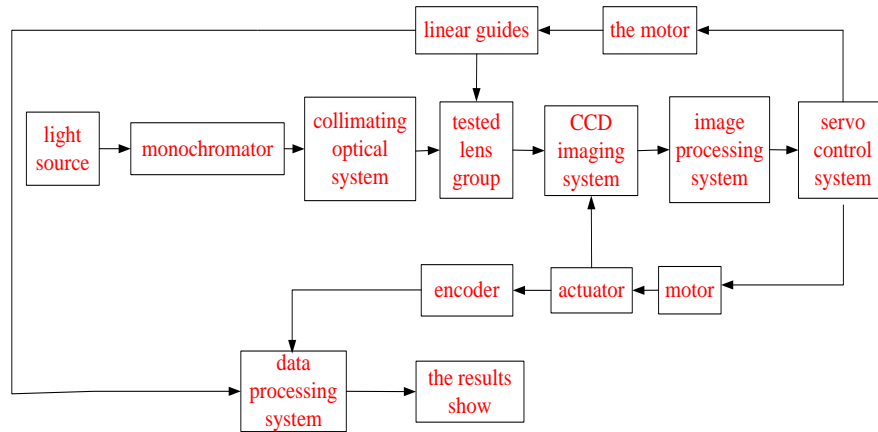 linear guides
the motor
light
source
monochromator
collimating
optical
system
tested
lens
group
CCD
imaging
system
image
processing
system
servo
control
system
encoder
actuator
motor
data
processing
system
the results
show